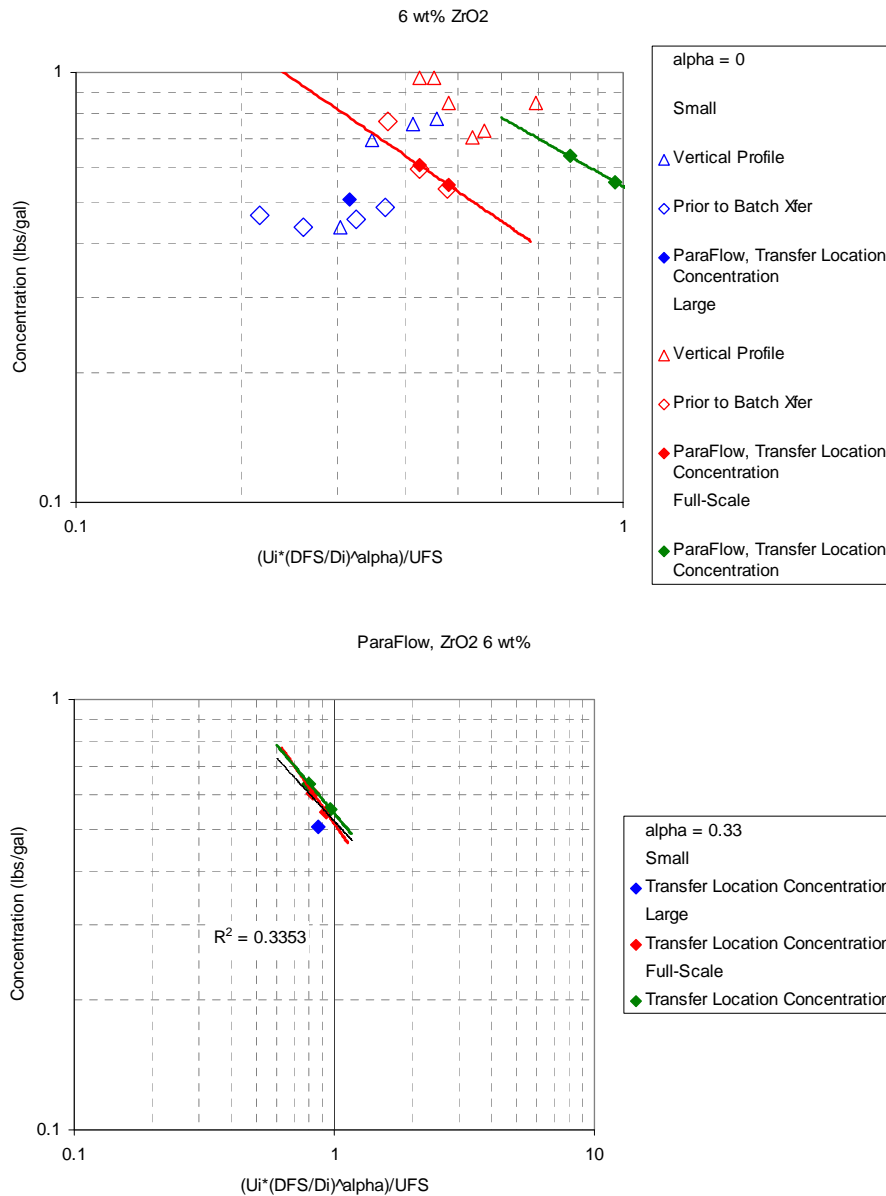 6 wt% ZrO2
1
Concentration (lbs/gal)
0.1
0.1
1
(Ui*(DFS/Di)^alpha)/UFS
alpha = 0
Small
Vertical Profile
Prior to Batch Xfer
ParaFlow, Transfer Location
Concentration
Large
Vertical Profile
Prior to Batch Xfer
ParaFlow, Transfer Location
Concentration
Full-Scale
ParaFlow, Transfer Location
Concentration
ParaFlow, ZrO2 6 wt%
1
Concentration (lbs/gal)
R² = 0.3353
0.1
0.1
1
10
(Ui*(DFS/Di)^alpha)/UFS
alpha = 0.33
Small
Transfer Location Concentration
Large
Transfer Location Concentration
Full-Scale
Transfer Location Concentration